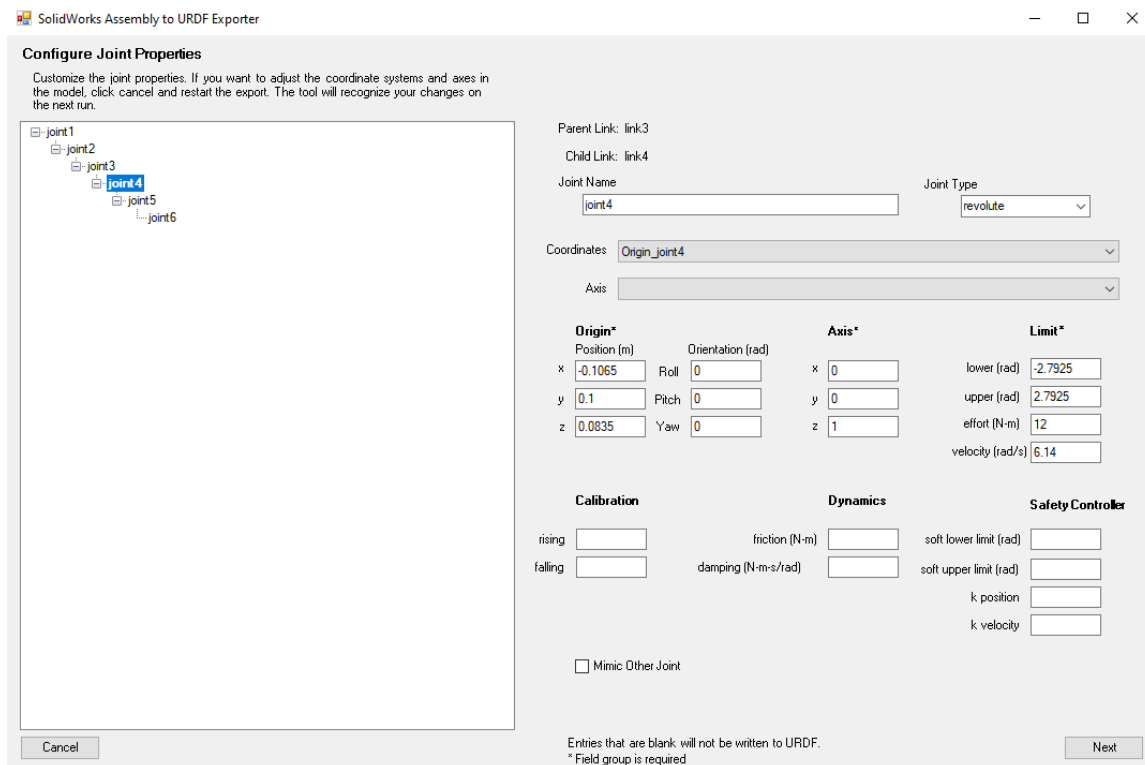 SolidWorks Assembly to URDF Exporter
Configure Joint Properties
Customize the joint properties. If you want to adjust the coordinate systems and axes in
the model, click cancel and restart the export. The tool will recognize your changes on
the next run.
joint1
joint2
joint3
joint4
joint5
joint6
Parent Link: link3
Child Link: link4
Joint Name
joint4
Joint Type
revolute
Coordinates Origin_joint4
Axis
Origin*
Position (m) Orientation (rad)
x -0.1065 Roll 0
y 0.1 Pitch 0
z 0.0835 Yaw 0
Axis*
x 0
y 0
z 1
Limit*
lower (rad) -2.7925
upper (rad) 2.7925
effort (N-m) 12
velocity (rad/s) 6.14
Calibration
rising
falling
Dynamics
friction (N-m)
damping (N-m-s/rad)
Safety Controller
soft lower limit (rad)
soft upper limit (rad)
k position
k velocity
Mimic Other Joint
Cancel
Entries that are blank will not be written to URDF.
* Field group is required
Next